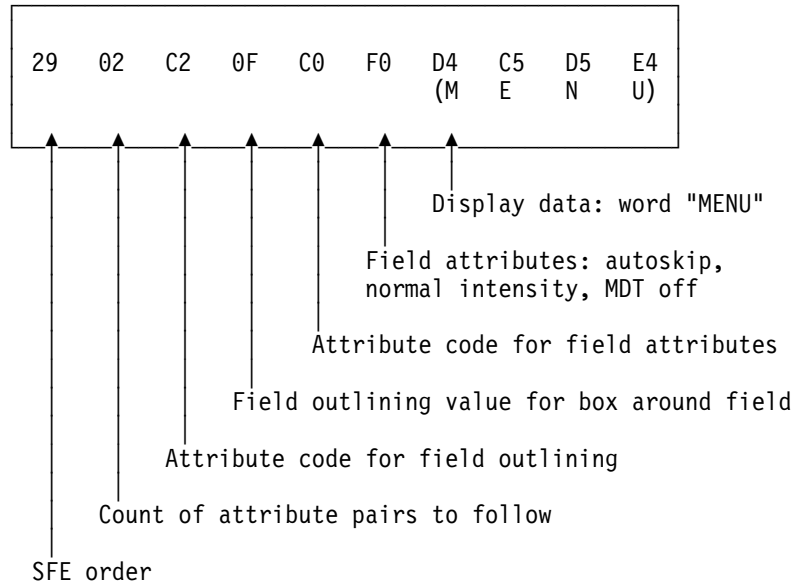 29 02 C2 0F C0 F0 D4 C5 D5 E4
(M E N U)
Display data: word "MENU"
Field attributes: autoskip,
normal intensity, MDT off
Attribute code for field attributes
Field outlining value for box around field
Attribute code for field outlining
Count of attribute pairs to follow
SFE order